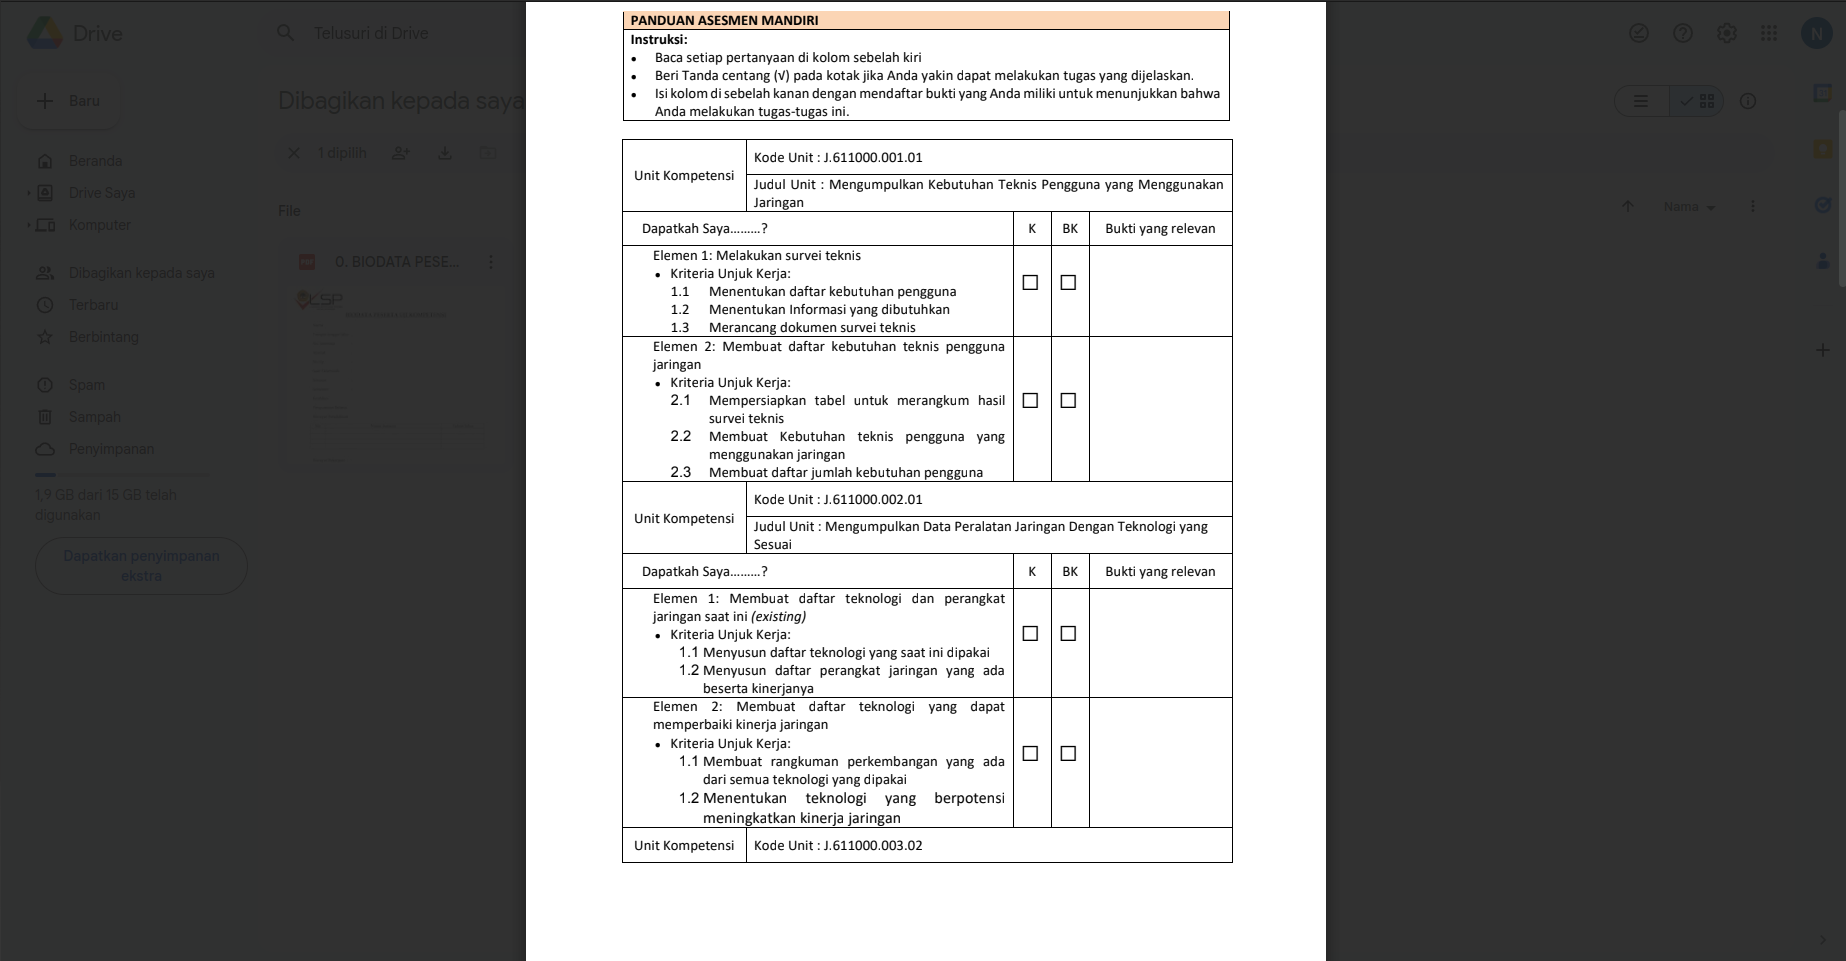 Drive
Telusuri di Drive
N
Baru
Dibagikan kepada saya
1 dipilih
Beranda
Drive Saya
Komputer
Dibagikan kepada saya
Terbaru
Berbintang
Spam
Sampah
Penyimpanan
1,9 GB dari 15 GB telah
digunakan
Dapatkan penyimpanan
ekstra
File
Nama
0. BIODATA PESE...
LSP
PANDUAN ASESMEN MANDIRI
Instruksi:
• Baca setiap pertanyaan di kolom sebelah kiri
• Beri Tanda centang (√) pada kotak jika Anda yakin dapat melakukan tugas yang dijelaskan.
• Isi kolom di sebelah kanan dengan mendaftar bukti yang Anda miliki untuk menunjukkan bahwa
Anda melakukan tugas-tugas ini.
Unit Kompetensi
Kode Unit : J.611000.001.01
Judul Unit : Mengumpulkan Kebutuhan Teknis Pengguna yang Menggunakan
Jaringan
Dapatkah Saya.........? K BK Bukti yang relevan
Elemen 1: Melakukan survei teknis
• Kriteria Unjuk Kerja:
1.1 Menentukan daftar kebutuhan pengguna
1.2 Menentukan Informasi yang dibutuhkan
1.3 Merancang dokumen survei teknis
Elemen 2: Membuat daftar kebutuhan teknis pengguna
jaringan
• Kriteria Unjuk Kerja:
2.1 Mempersiapkan tabel untuk merangkum hasil
survei teknis
2.2 Membuat Kebutuhan teknis pengguna yang
menggunakan jaringan
2.3 Membuat daftar jumlah kebutuhan pengguna
Unit Kompetensi
Kode Unit : J.611000.002.01
Judul Unit : Mengumpulkan Data Peralatan Jaringan Dengan Teknologi yang
Sesuai
Dapatkah Saya.........? K BK Bukti yang relevan
Elemen 1: Membuat daftar teknologi dan perangkat
jaringan saat ini (existing)
• Kriteria Unjuk Kerja:
1.1 Menyusun daftar teknologi yang saat ini dipakai
1.2 Menyusun daftar perangkat jaringan yang ada
beserta kinerjanya
Elemen 2: Membuat daftar teknologi yang dapat
memperbaiki kinerja jaringan
• Kriteria Unjuk Kerja:
1.1 Membuat rangkuman perkembangan yang ada
dari semua teknologi yang dipakai
1.2 Menentukan teknologi yang berpotensi
meningkatkan kinerja jaringan
Unit Kompetensi Kode Unit : J.611000.003.02